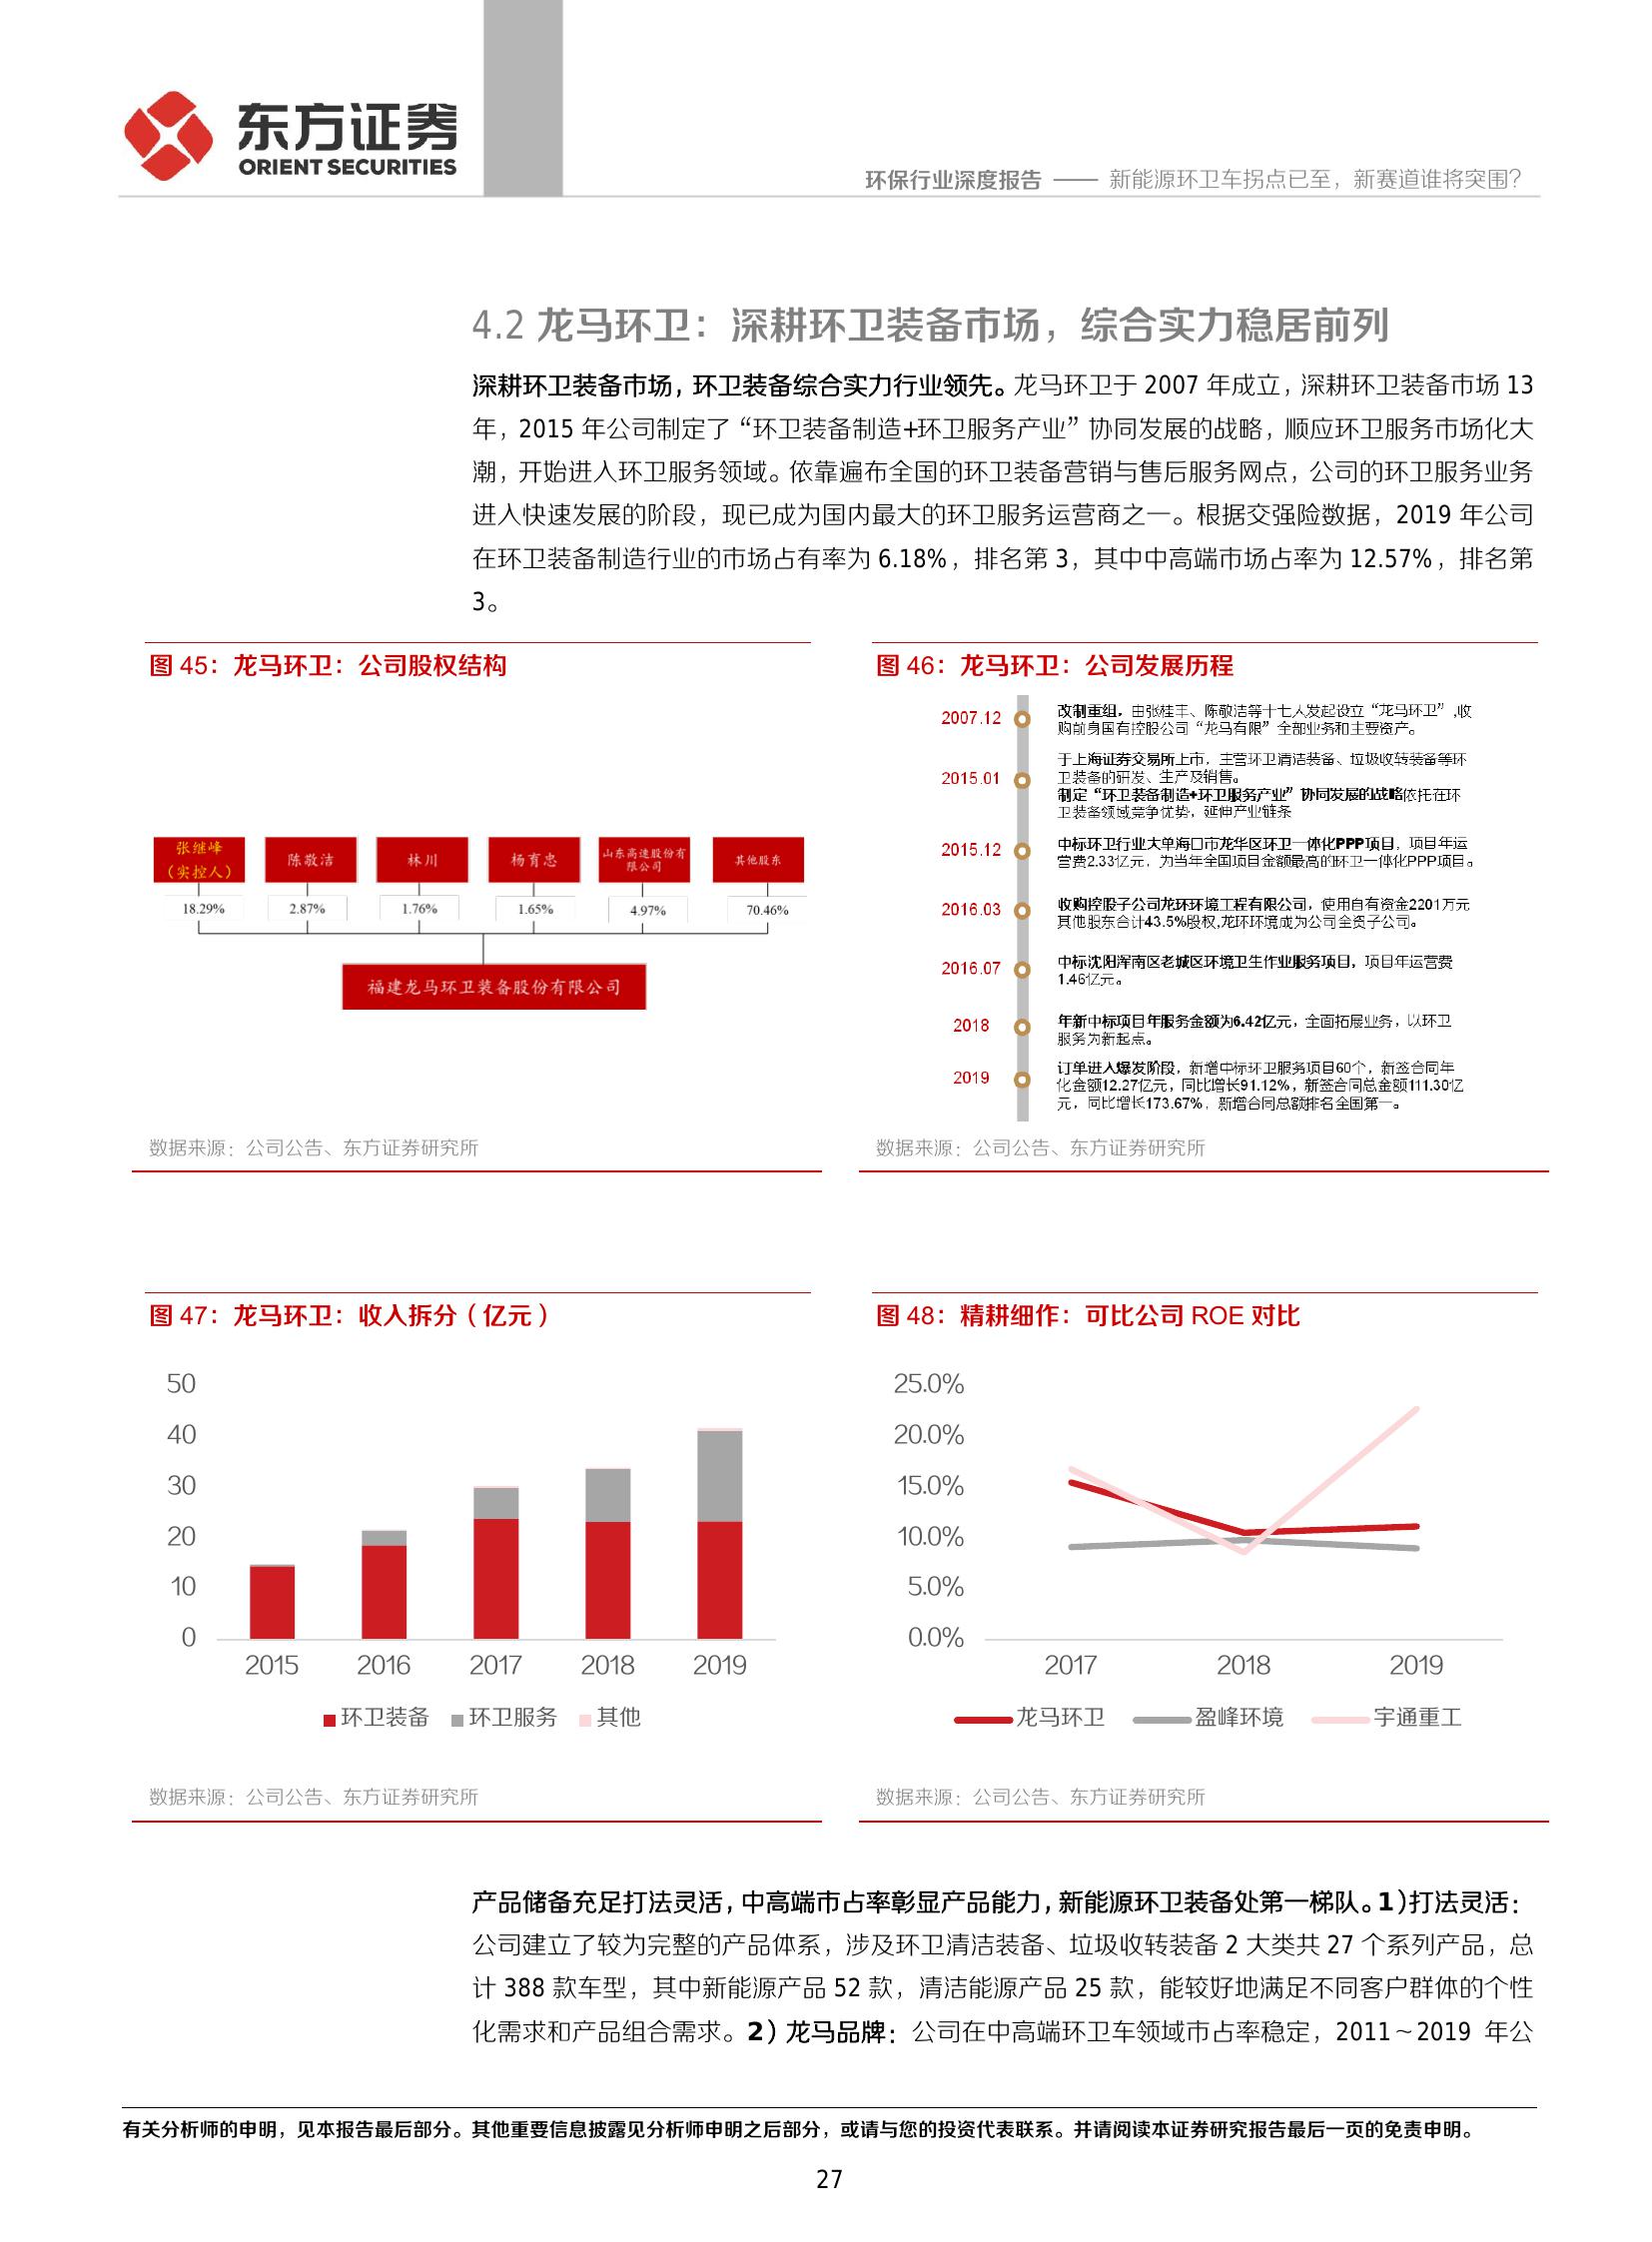 东方证券
ORIENT SECURITIES
环保行业深度报告 —— 新能源环卫车拐点已至，新赛道谁将突围？
4.2 龙马环卫：深耕环卫装备市场，综合实力稳居前列
深耕环卫装备市场，环卫装备综合实力行业领先。龙马环卫于 2007 年成立，深耕环卫装备市场 13
年，2015 年公司制定了“环卫装备制造+环卫服务产业”协同发展的战略，顺应环卫服务市场化大
潮，开始进入环卫服务领域。依靠遍布全国的环卫装备营销与售后服务网点，公司的环卫服务业务
进入快速发展的阶段，现已成为国内最大的环卫服务运营商之一。根据交强险数据，2019 年公司
在环卫装备制造行业的市场占有率为 6.18%，排名第 3，其中中高端市场占率为 12.57%，排名第
3。
图 45：龙马环卫：公司股权结构
张继峰
（实控人）
陈敬洁
林川
杨育忠
山东高速股份有
限公司
其他股东
18.29%
2.87%
1.76%
1.65%
4.97%
70.46%
福建龙马环卫装备股份有限公司
数据来源：公司公告、东方证券研究所
图 46：龙马环卫：公司发展历程
2007.12
改制重组，由张桂丰、陈敬洁等十七人发起设立“龙马环卫”,收
购前身国有控股公司“龙马有限”全部业务和主要资产。
2015.01
于上海证券交易所上市，主营环卫清洁装备、垃圾收转装备等环
卫装备的研发、生产及销售。
制定“环卫装备制造+环卫服务产业”协同发展的战略依托在环
卫装备领域竞争优势，延伸产业链条
2015.12
中标环卫行业大单海口市龙华区环卫一体化PPP项目，项目年运
营费2.33亿元，为当年全国项目金额最高的环卫一体化PPP项目。
2016.03
收购控股子公司龙环环境工程有限公司，使用自有资金2201万元
其他股东合计43.5%股权,龙环环境成为公司全资子公司。
2016.07
中标沈阳浑南区老城区环境卫生作业服务项目，项目年运营费
1.46亿元。
2018
年新中标项目年服务金额为6.42亿元，全面拓展业务，以环卫
服务为新起点。
2019
订单进入爆发阶段，新增中标环卫服务项目60个，新签合同年
化金额12.27亿元，同比增长91.12%，新签合同总金额111.30亿
元，同比增长173.67%，新增合同总额排名全国第一。
数据来源：公司公告、东方证券研究所
图 47：龙马环卫：收入拆分（亿元）
50
40
30
20
10
0
2015 2016 2017 2018 2019
环卫装备 环卫服务 其他
数据来源：公司公告、东方证券研究所
图 48：精耕细作：可比公司 ROE 对比
25.0%
20.0%
15.0%
10.0%
5.0%
0.0%
2017 2018 2019
龙马环卫 盈峰环境 宇通重工
数据来源：公司公告、东方证券研究所
产品储备充足打法灵活，中高端市占率彰显产品能力，新能源环卫装备处第一梯队。1）打法灵活：
公司建立了较为完整的产品体系，涉及环卫清洁装备、垃圾收转装备 2 大类共 27 个系列产品，总
计 388 款车型，其中新能源产品 52 款，清洁能源产品 25 款，能较好地满足不同客户群体的个性
化需求和产品组合需求。2）龙马品牌：公司在中高端环卫车领域市占率稳定，2011～2019 年公
有关分析师的申明，见本报告最后部分。其他重要信息披露见分析师申明之后部分，或请与您的投资代表联系。并请阅读本证券研究报告最后一页的免责申明。
27